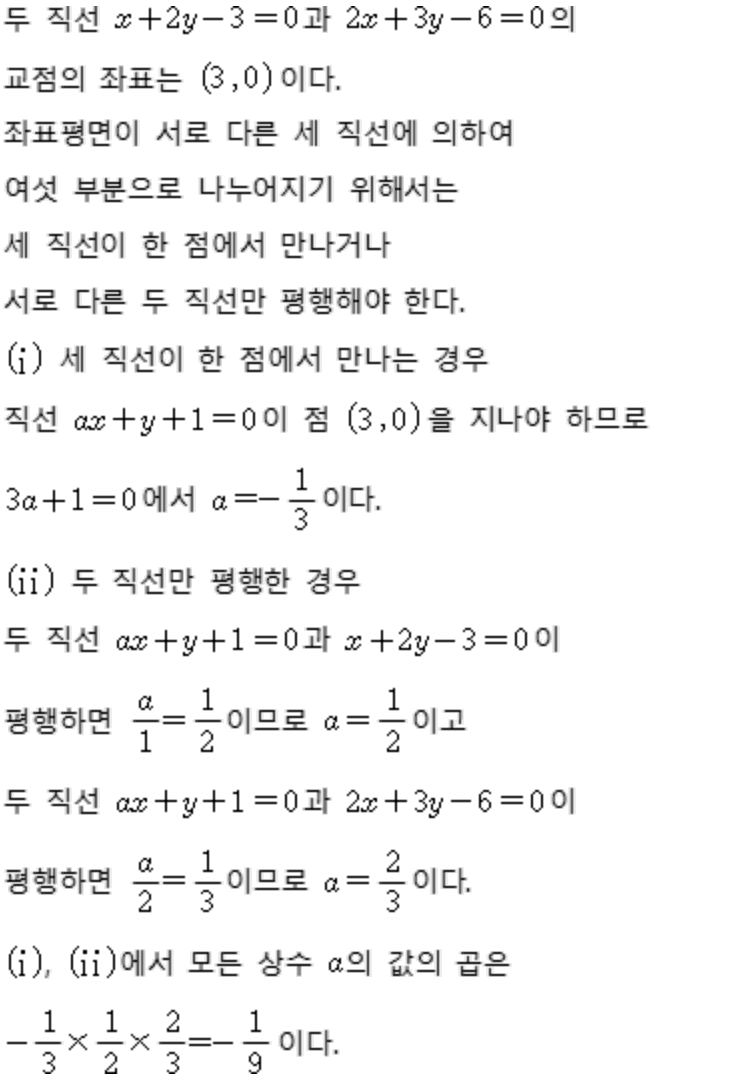 두 직선 x+2y−3=0과 2x+3y−6=0의
교점의 좌표는 (3,0)이다.
좌표평면이 서로 다른 세 직선에 의하여
여섯 부분으로 나누어지기 위해서는
세 직선이 한 점에서 만나거나
서로 다른 두 직선만 평행해야 한다.
(i) 세 직선이 한 점에서 만나는 경우
직선 ax+y+1=0이 점 (3,0)을 지나야 하므로
3a+1=0에서 a=−1/3이다.
(ii) 두 직선만 평행한 경우
두 직선 ax+y+1=0과 x+2y−3=0이
평행하면 a/1=1/2이므로 a=1/2이고
두 직선 ax+y+1=0과 2x+3y−6=0이
평행하면 a/2=1/3이므로 a=2/3이다.
(i), (ii)에서 모든 상수 a의 값의 곱은
−1/3×1/2×2/3=−1/9이다.